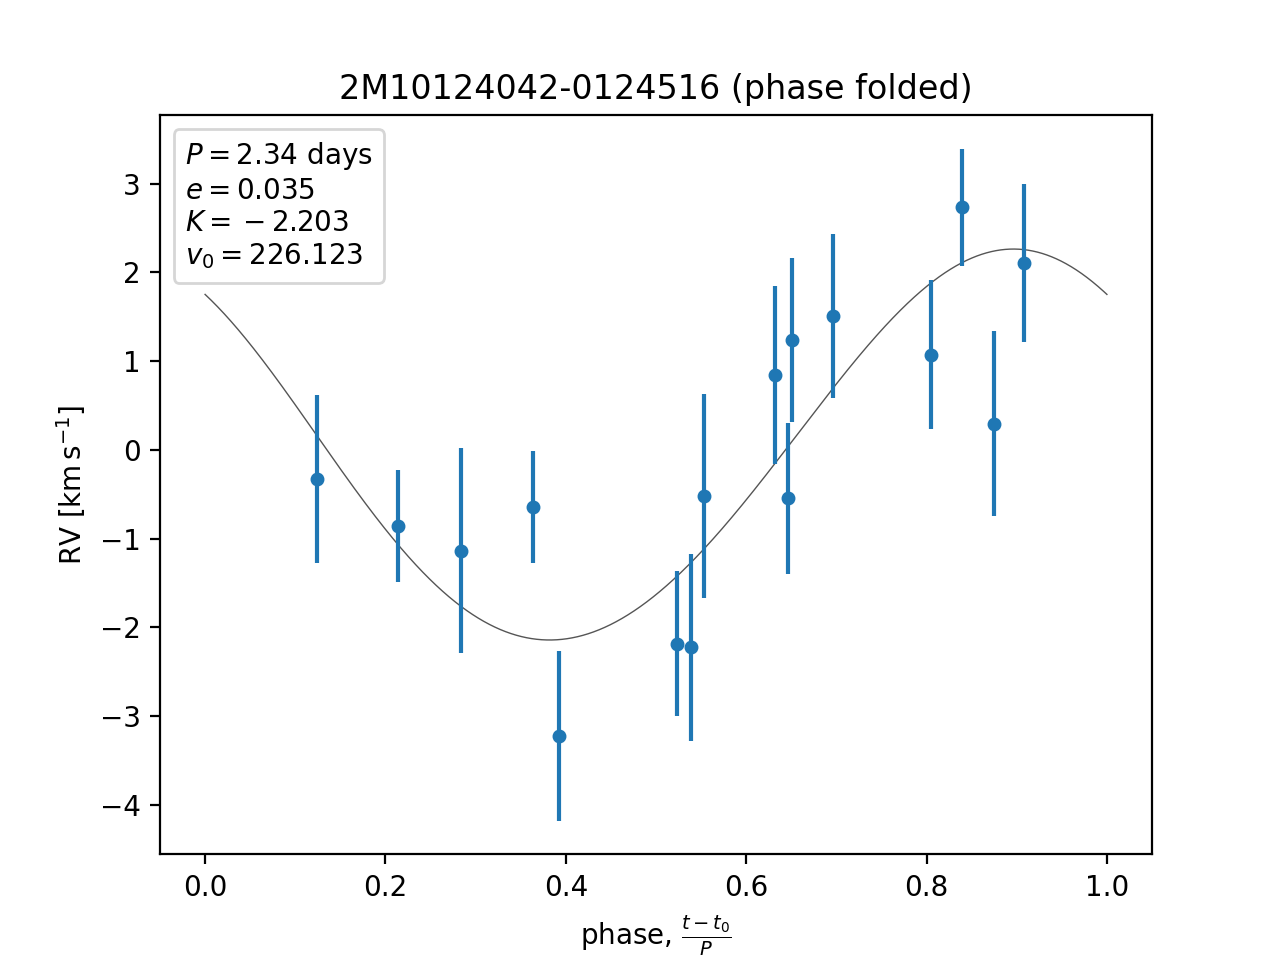 2M10124042-0124516 (phase folded)
P = 2.34 days
e = 0.035
K = −2.203
v₀ = 226.123
3
2
1
0
−1
−2
−3
−4
RV [km s⁻¹]
0.0 0.2 0.4 0.6 0.8 1.0
phase, (t − t₀)/P